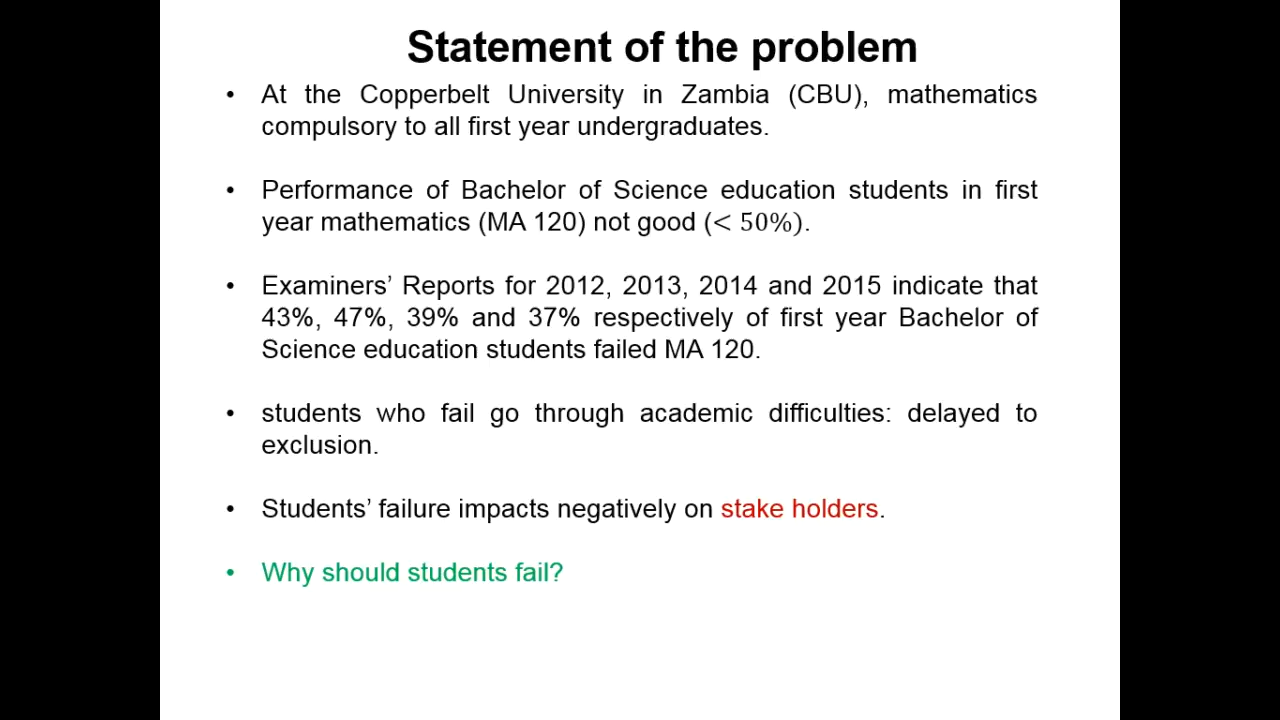 Statement of the problem
• At the Copperbelt University in Zambia (CBU), mathematics
compulsory to all first year undergraduates.
• Performance of Bachelor of Science education students in first
year mathematics (MA 120) not good (< 50%).
• Examiners’ Reports for 2012, 2013, 2014 and 2015 indicate that
43%, 47%, 39% and 37% respectively of first year Bachelor of
Science education students failed MA 120.
• students who fail go through academic difficulties: delayed to
exclusion.
• Students’ failure impacts negatively on stake holders.
• Why should students fail?